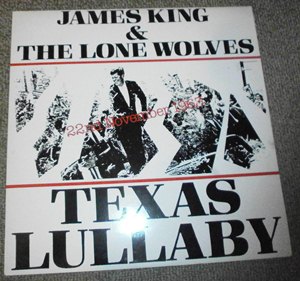 JAMES KING
&
THE LONE WOLVES
22nd November 1963
TEXAS
LULLABY